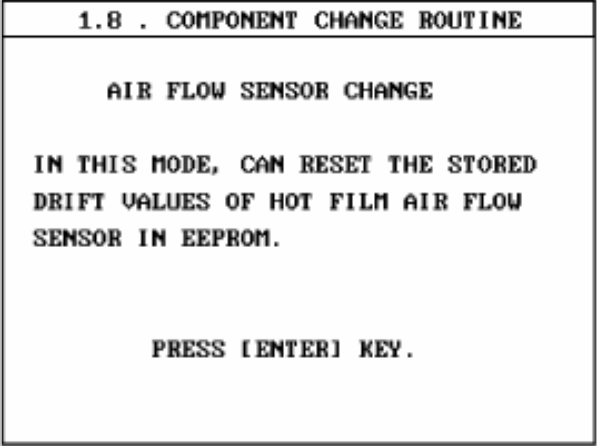 1.8 . COMPONENT CHANGE ROUTINE
AIR FLOW SENSOR CHANGE
IN THIS MODE, CAN RESET THE STORED
DRIFT VALUES OF HOT FILM AIR FLOW
SENSOR IN EEPROM.
PRESS [ENTER] KEY.